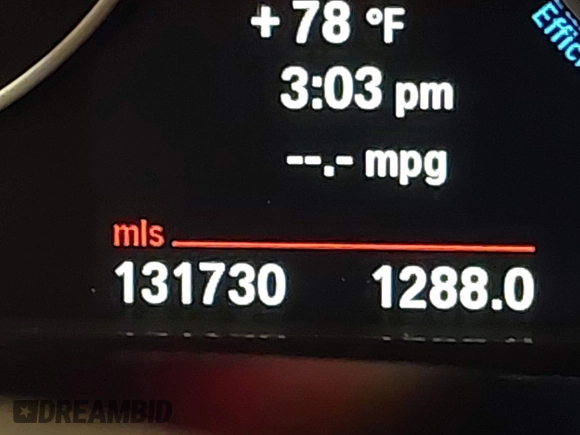 + 78 °F
Effic
3:03 pm
--.- mpg
mls
131730 1288.0
DREAMBID